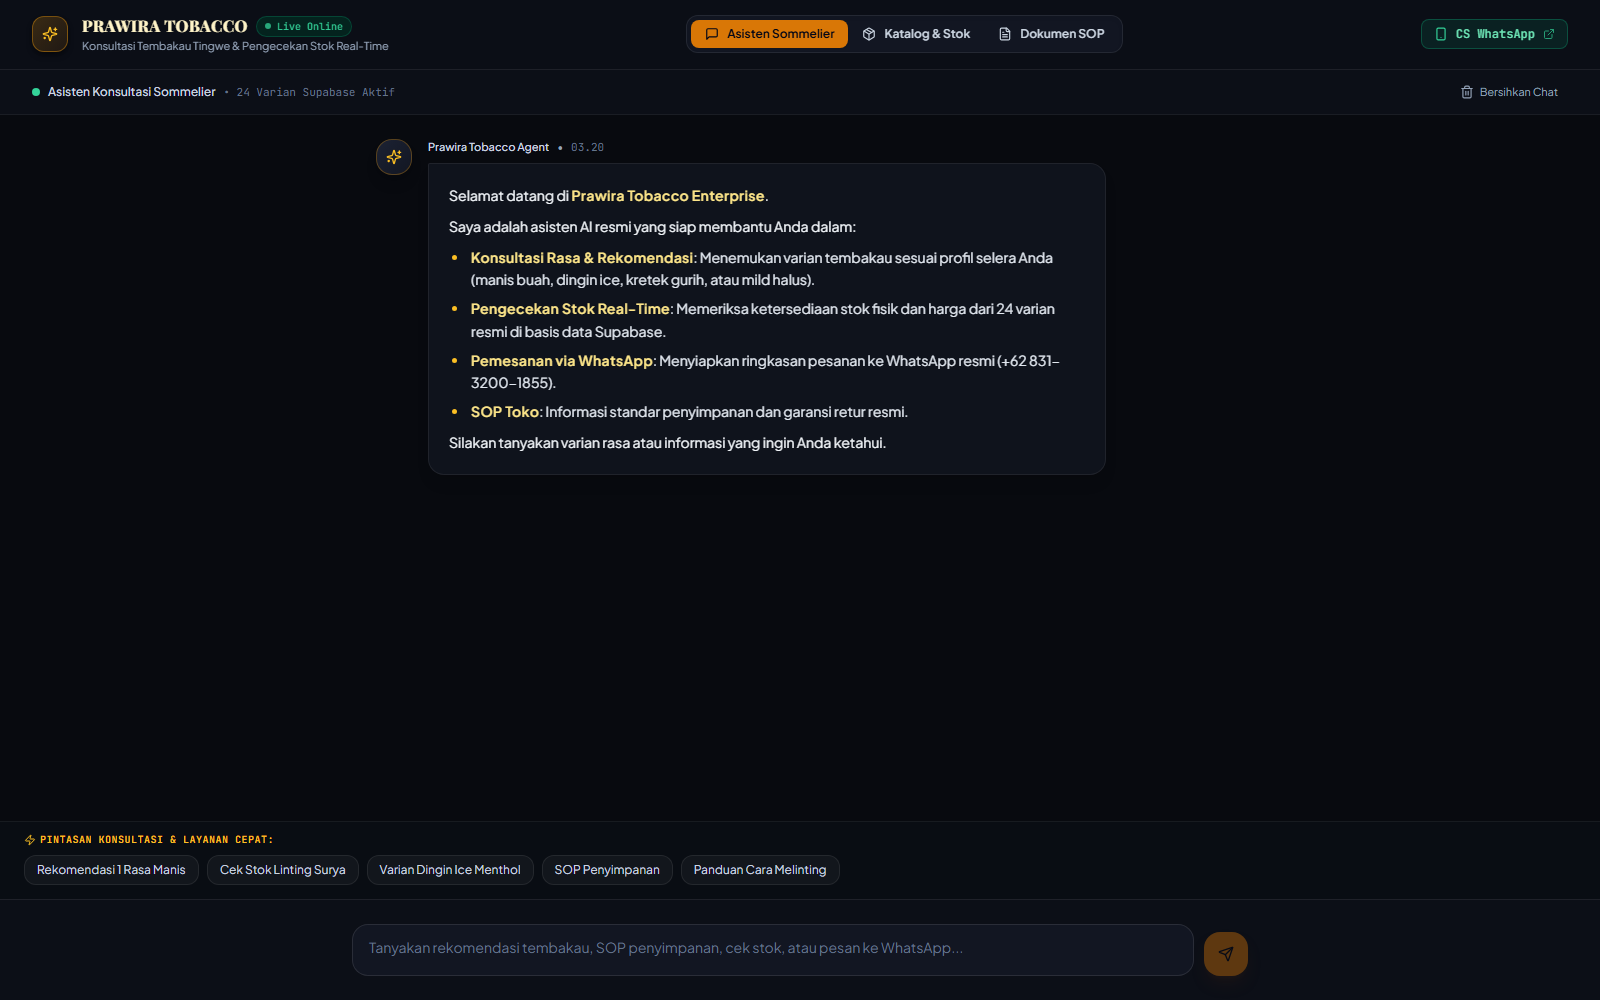 PRAWIRA TOBACCO
Live Online
Konsultasi Tembakau Tingwe & Pengecekan Stok Real-Time
Asisten Sommelier
Katalog & Stok
Dokumen SOP
CS WhatsApp
Asisten Konsultasi Sommelier • 24 Varian Supabase Aktif
Bersihkan Chat
Prawira Tobacco Agent • 03.20
Selamat datang di Prawira Tobacco Enterprise.
Saya adalah asisten AI resmi yang siap membantu Anda dalam:
• Konsultasi Rasa & Rekomendasi: Menemukan varian tembakau sesuai profil selera Anda
(manis buah, dingin ice, kretek gurih, atau mild halus).
• Pengecekan Stok Real-Time: Memeriksa ketersediaan stok fisik dan harga dari 24 varian
resmi di basis data Supabase.
• Pemesanan via WhatsApp: Menyiapkan ringkasan pesanan ke WhatsApp resmi (+62 831-
3200-1855).
• SOP Toko: Informasi standar penyimpanan dan garansi retur resmi.
Silakan tanyakan varian rasa atau informasi yang ingin Anda ketahui.
PINTASAN KONSULTASI & LAYANAN CEPAT:
Rekomendasi 1 Rasa Manis
Cek Stok Linting Surya
Varian Dingin Ice Menthol
SOP Penyimpanan
Panduan Cara Melinting
Tanyakan rekomendasi tembakau, SOP penyimpanan, cek stok, atau pesan ke WhatsApp...